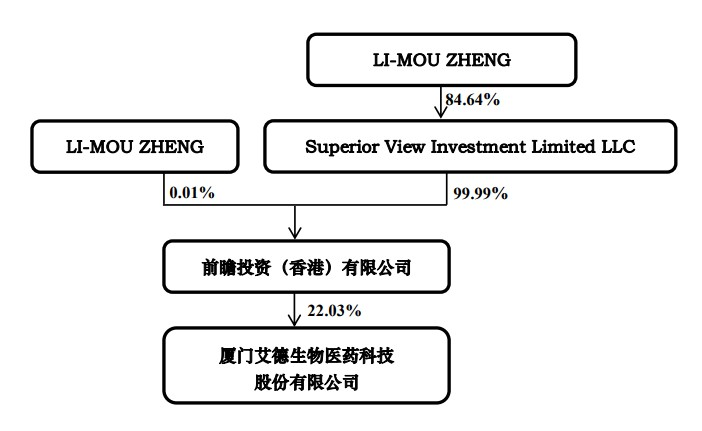 LI-MOU ZHENG
84.64%
LI-MOU ZHENG
Superior View Investment Limited LLC
0.01%
99.99%
前瞻投资（香港）有限公司
22.03%
厦门艾德生物医药科技
股份有限公司